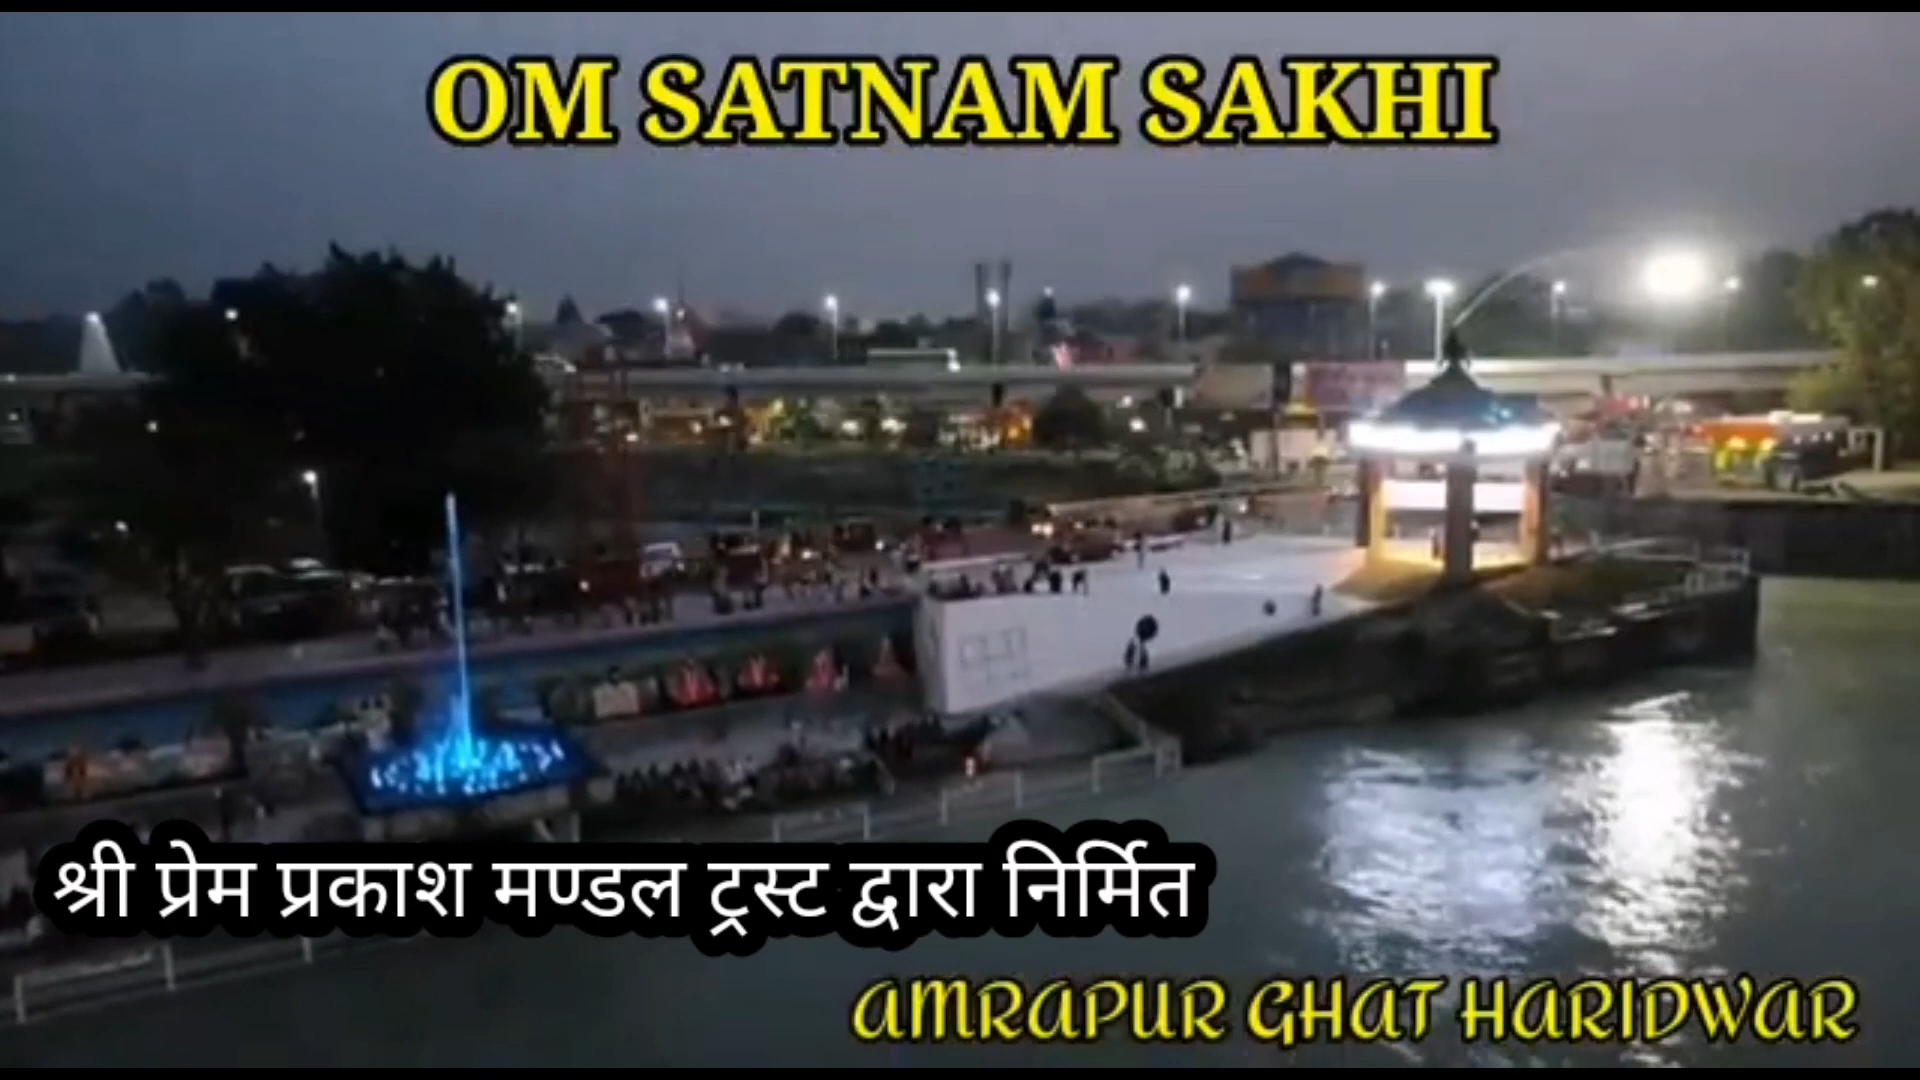 OM SATNAM SAKHI
श्री प्रेम प्रकाश मण्डल ट्रस्ट द्वारा निर्मित
AMRAPUR GHAT HARIDWAR